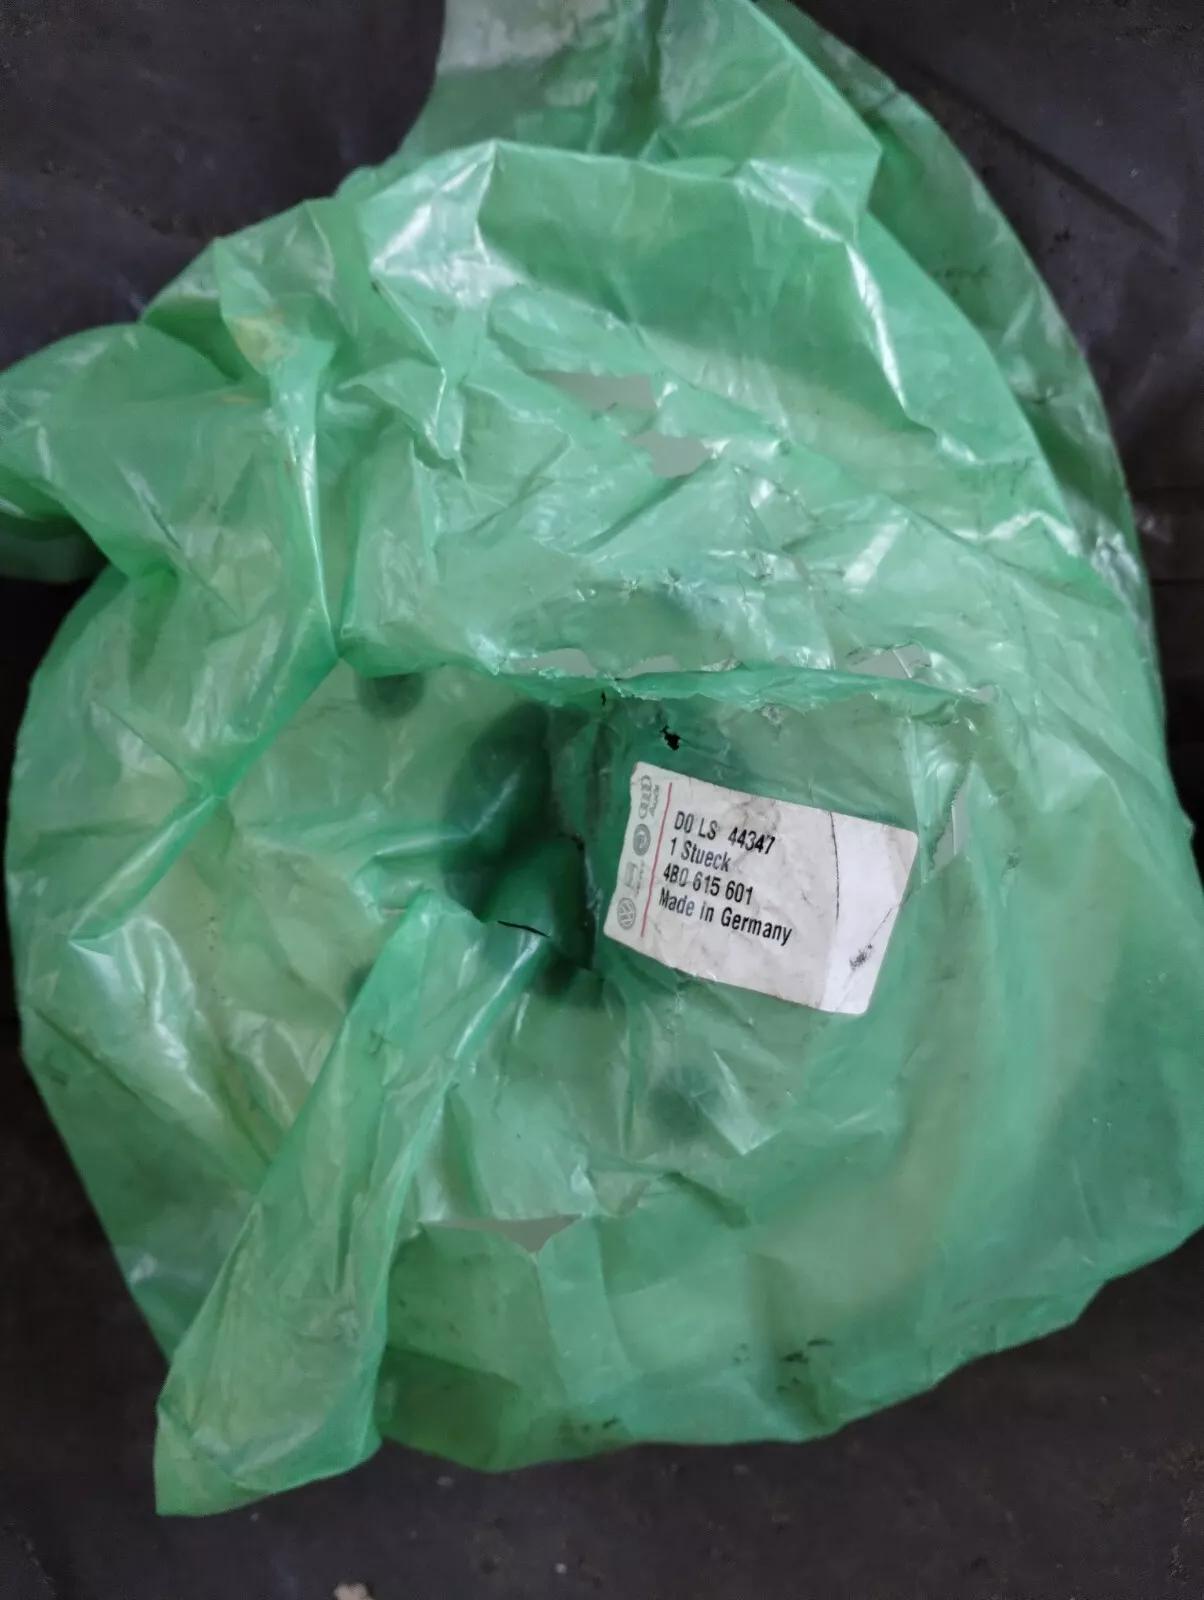 D0 LS 44347
1 Stueck
4B0 615 601
Made in Germany